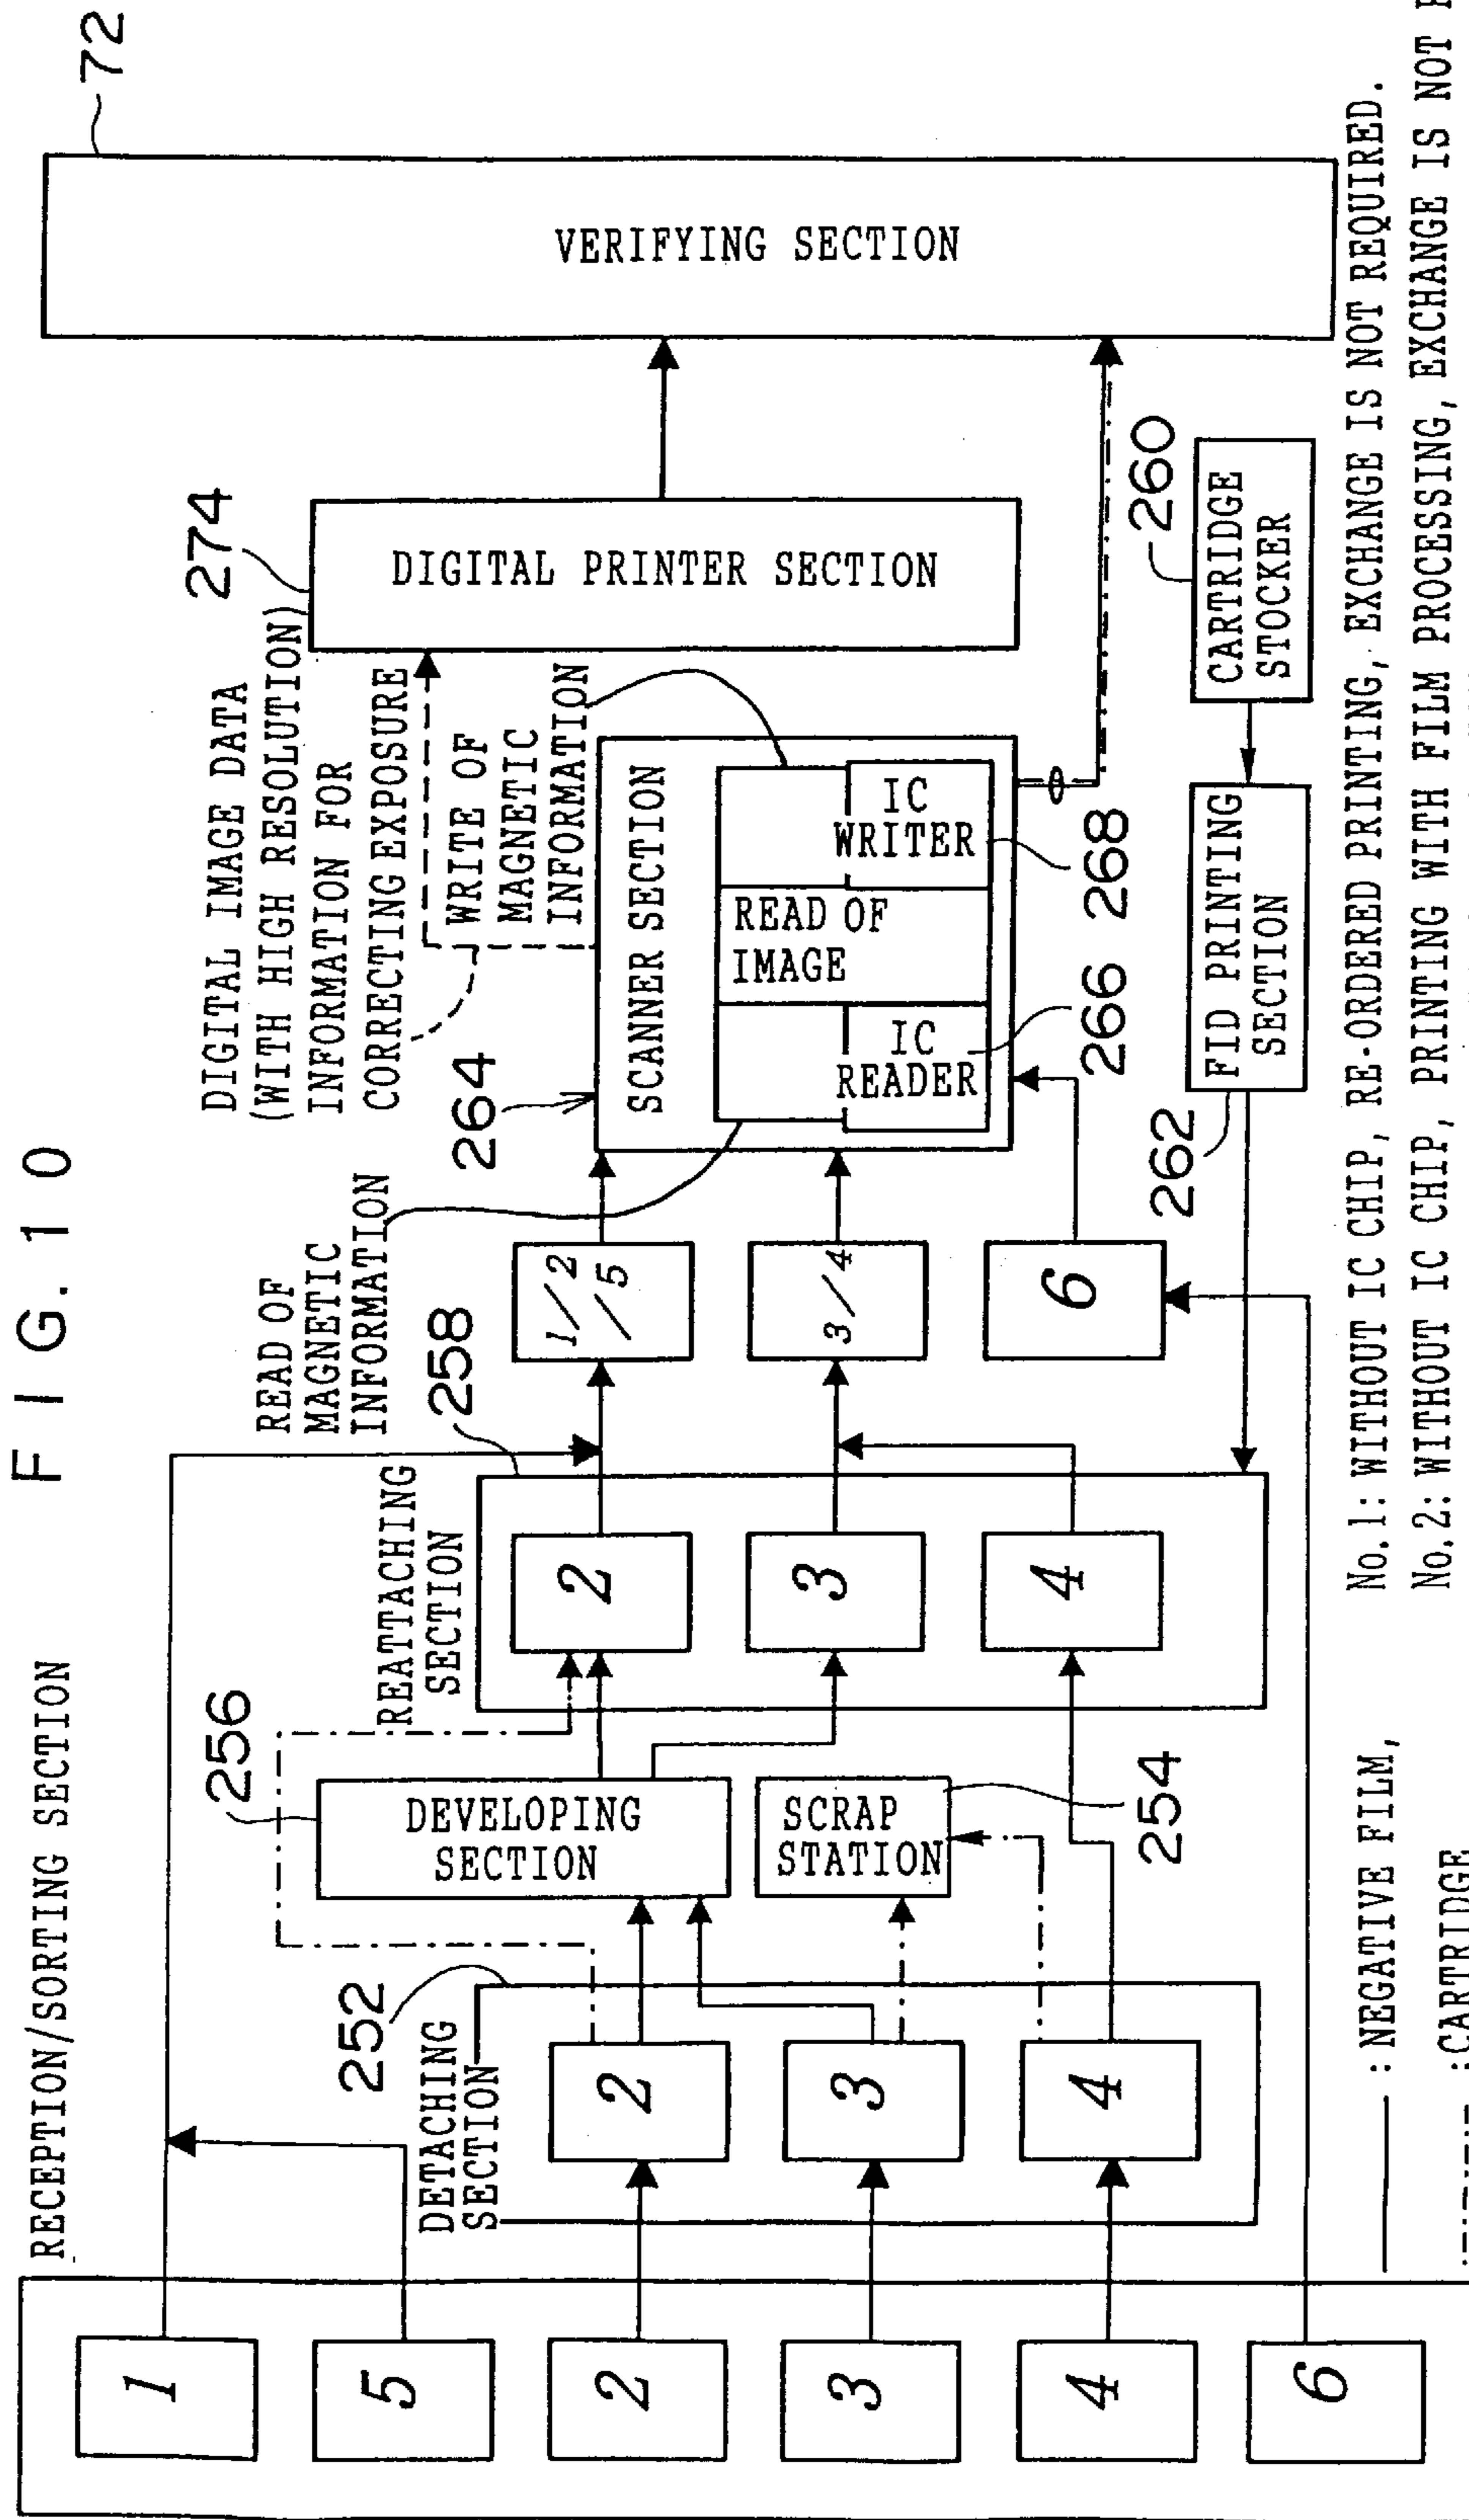 FIG. 10
RECEPTION/SORTING SECTION
1
5
2
3
4
6
DETACHING
SECTION
252
2
3
4
256
DEVELOPING
SECTION
SCRAP
STATION
254
REATTACHING
SECTION
258
2
3
4
READ OF
MAGNETIC
INFORMATION
1/2
/5
3/4
6
264
SCANNER SECTION
READ OF
IMAGE
IC
READER
266
IC
WRITER
268
DIGITAL IMAGE DATA
(WITH HIGH RESOLUTION)
INFORMATION FOR
CORRECTING EXPOSURE
WRITE OF
MAGNETIC
INFORMATION
274
DIGITAL PRINTER SECTION
VERIFYING SECTION
72
262
FID PRINTING
SECTION
260
CARTRIDGE
STOCKER
: NEGATIVE FILM,
:CARTRIDGE
No.1: WITHOUT IC CHIP, RE-ORDERED PRINTING, EXCHANGE IS NOT REQUIRED.
No.2: WITHOUT IC CHIP, PRINTING WITH FILM PROCESSING, EXCHANGE IS NOT